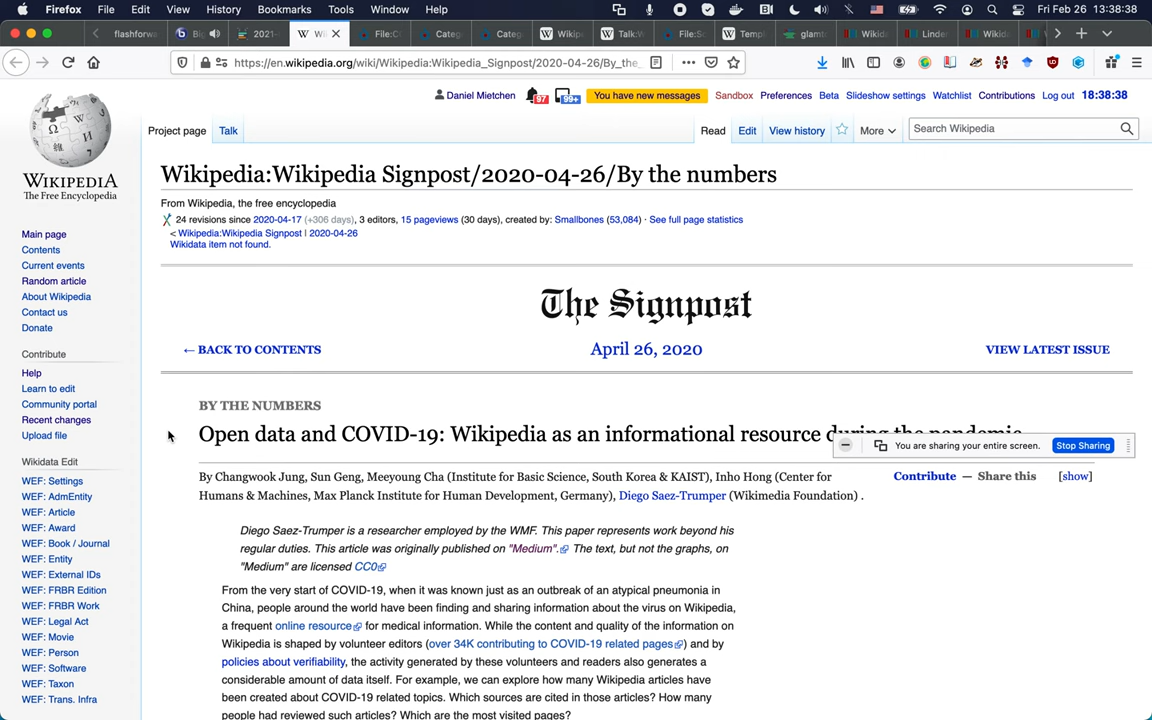 Firefox File Edit View History Bookmarks Tools Window Help Fri Feb 26 13:38:38
flashforwa
2021-
File:C
Categ
Categ
Wikip
Talk:W
File:Sc
Templ
glamt
Wikid
Linder
Wikid
https://en.wikipedia.org/wiki/Wikipedia:Wikipedia_Signpost/2020-04-26/By_the_
Daniel Mietchen 97 99+ You have new messages Sandbox Preferences Beta Slideshow settings Watchlist Contributions Log out 18:38:38
Project page Talk Read Edit View history More Search Wikipedia
WIKIPEDIA
The Free Encyclopedia
Main page
Contents
Current events
Random article
About Wikipedia
Contact us
Donate
Contribute
Help
Learn to edit
Community portal
Recent changes
Upload file
Wikidata Edit
WEF: Settings
WEF: AdmEntity
WEF: Article
WEF: Award
WEF: Book / Journal
WEF: Entity
WEF: External IDs
WEF: FRBR Edition
WEF: FRBR Work
WEF: Legal Act
WEF: Movie
WEF: Person
WEF: Software
WEF: Taxon
WEF: Trans. Infra
Wikipedia:Wikipedia Signpost/2020-04-26/By the numbers
From Wikipedia, the free encyclopedia
24 revisions since 2020-04-17 (+306 days), 3 editors, 15 pageviews (30 days), created by: Smallbones (53,084) · See full page statistics
< Wikipedia:Wikipedia Signpost | 2020-04-26
Wikidata item not found.
The Signpost
← BACK TO CONTENTS April 26, 2020 VIEW LATEST ISSUE
BY THE NUMBERS
Open data and COVID-19: Wikipedia as an informational resource during the pandemic
You are sharing your entire screen. Stop Sharing
By Changwook Jung, Sun Geng, Meeyoung Cha (Institute for Basic Science, South Korea & KAIST), Inho Hong (Center for
Humans & Machines, Max Planck Institute for Human Development, Germany), Diego Saez-Trumper (Wikimedia Foundation) .
Contribute — Share this [show]
Diego Saez-Trumper is a researcher employed by the WMF. This paper represents work beyond his
regular duties. This article was originally published on "Medium". The text, but not the graphs, on
"Medium" are licensed CC0
From the very start of COVID-19, when it was known just as an outbreak of an atypical pneumonia in
China, people around the world have been finding and sharing information about the virus on Wikipedia,
a frequent online resource for medical information. While the content and quality of the information on
Wikipedia is shaped by volunteer editors (over 34K contributing to COVID-19 related pages) and by
policies about verifiability, the activity generated by these volunteers and readers also generates a
considerable amount of data itself. For example, we can explore how many Wikipedia articles have
been created about COVID-19 related topics. Which sources are cited in those articles? How many
people had reviewed such articles? Which are the most visited pages?